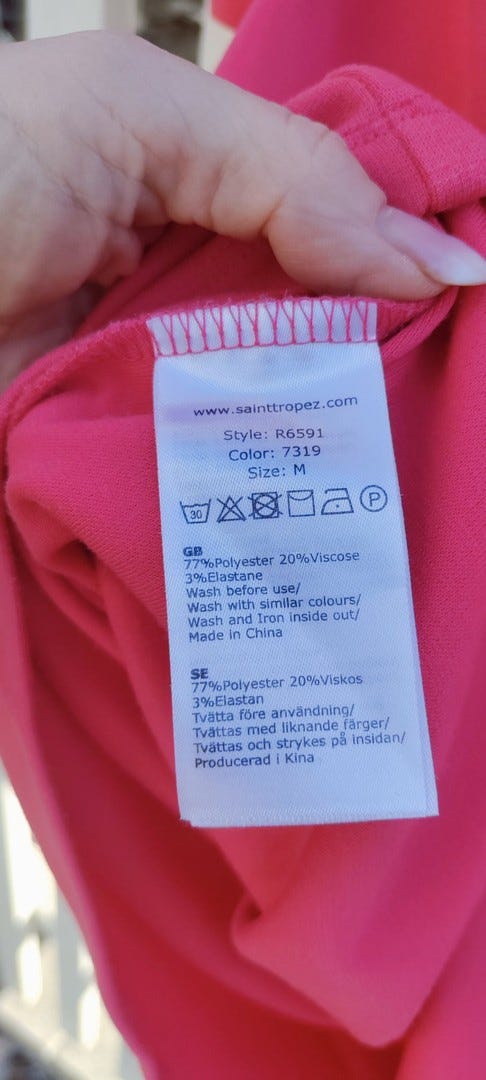 www.sainttropez.com
Style: R6591
Color: 7319
Size: M
30 P
GB
77%Polyester 20%Viscose
3%Elastane
Wash before use/
Wash with similar colours/
Wash and Iron inside out/
Made in China
SE
77%Polyester 20%Viskos
3%Elastan
Tvätta före användning/
Tvättas med liknande färger/
Tvättas och strykes på insidan/
Producerad i Kina